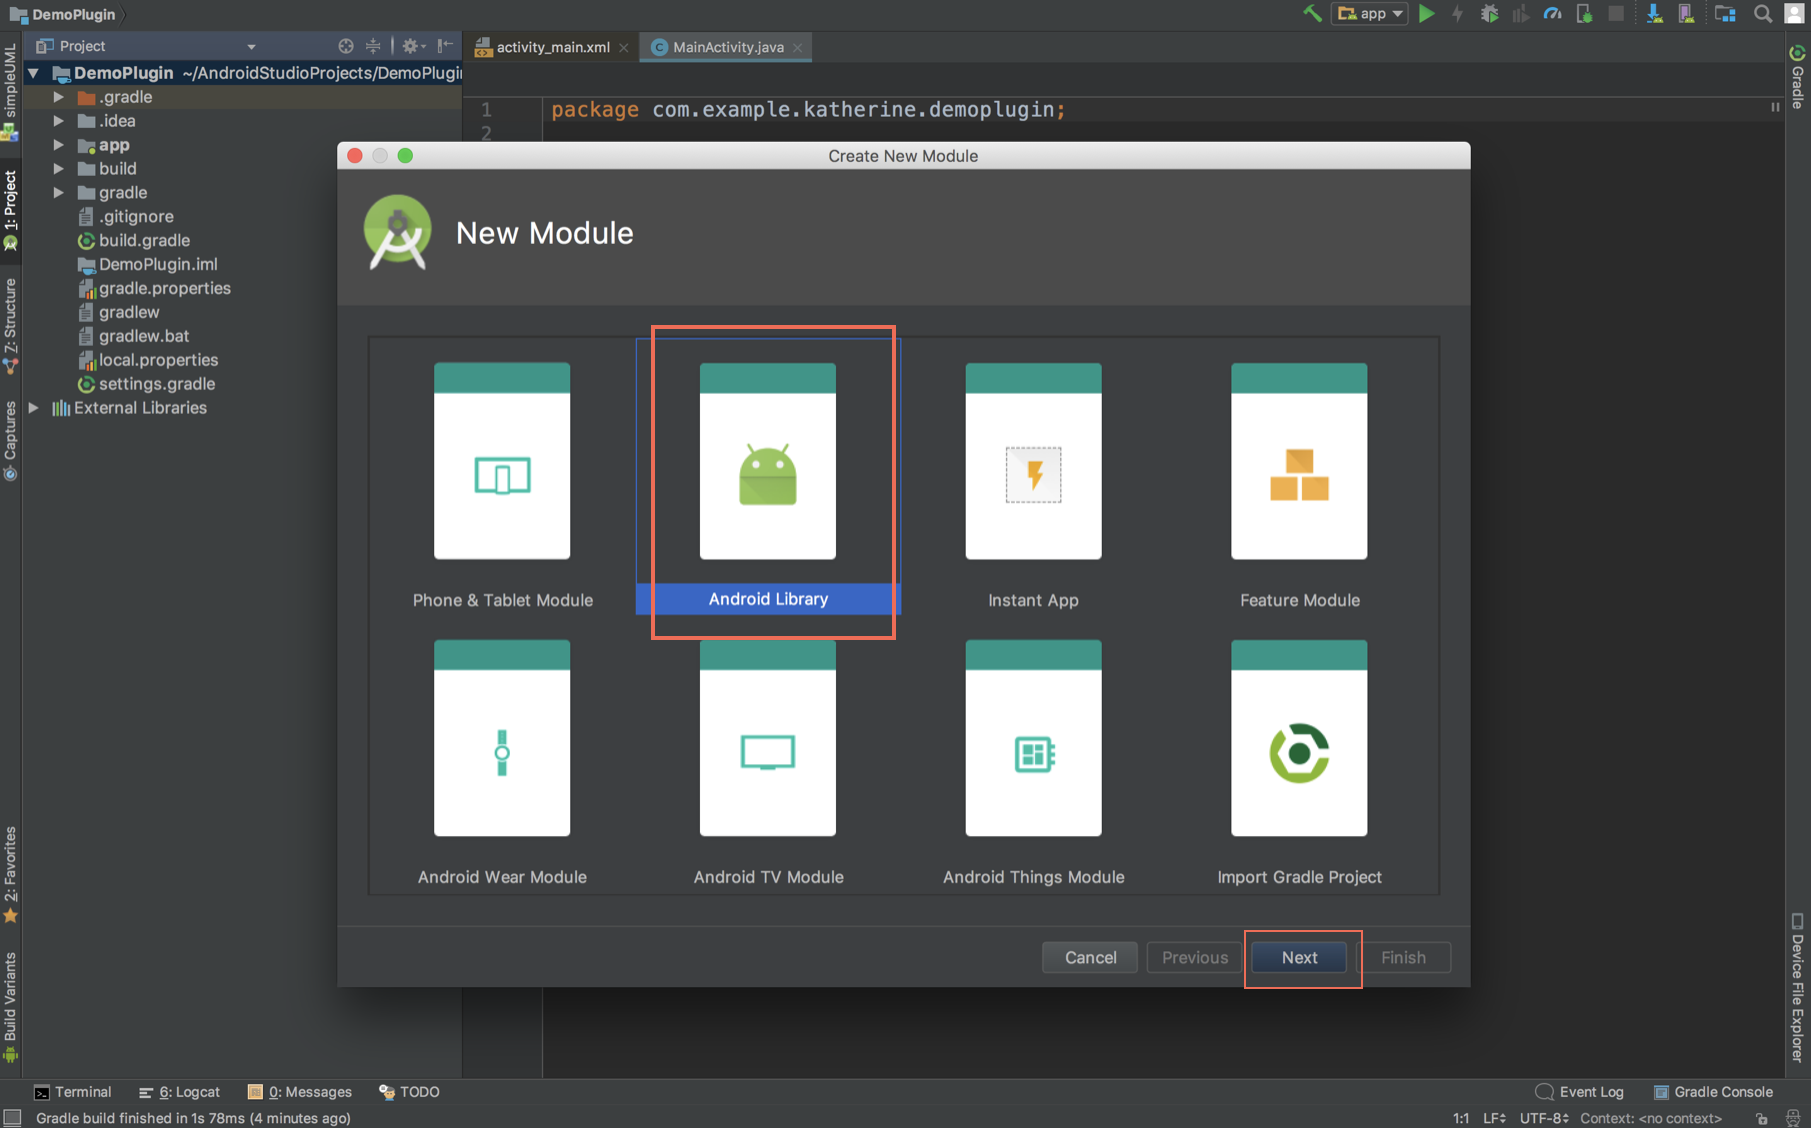 DemoPlugin
app
Project
activity_main.xml
MainActivity.java
DemoPlugin ~/AndroidStudioProjects/DemoPlugin
.gradle
.idea
app
build
gradle
.gitignore
build.gradle
DemoPlugin.iml
gradle.properties
gradlew
gradlew.bat
local.properties
settings.gradle
External Libraries
simpleUML
1: Project
7: Structure
Captures
2: Favorites
Build Variants
1 package com.example.katherine.demoplugin;
2
Create New Module
New Module
Phone & Tablet Module
Android Library
Instant App
Feature Module
Android Wear Module
Android TV Module
Android Things Module
Import Gradle Project
Cancel
Previous
Next
Finish
Gradle
Device File Explorer
Terminal
6: Logcat
0: Messages
TODO
Event Log
Gradle Console
Gradle build finished in 1s 78ms (4 minutes ago)
1:1 LF UTF-8 Context: <no context>